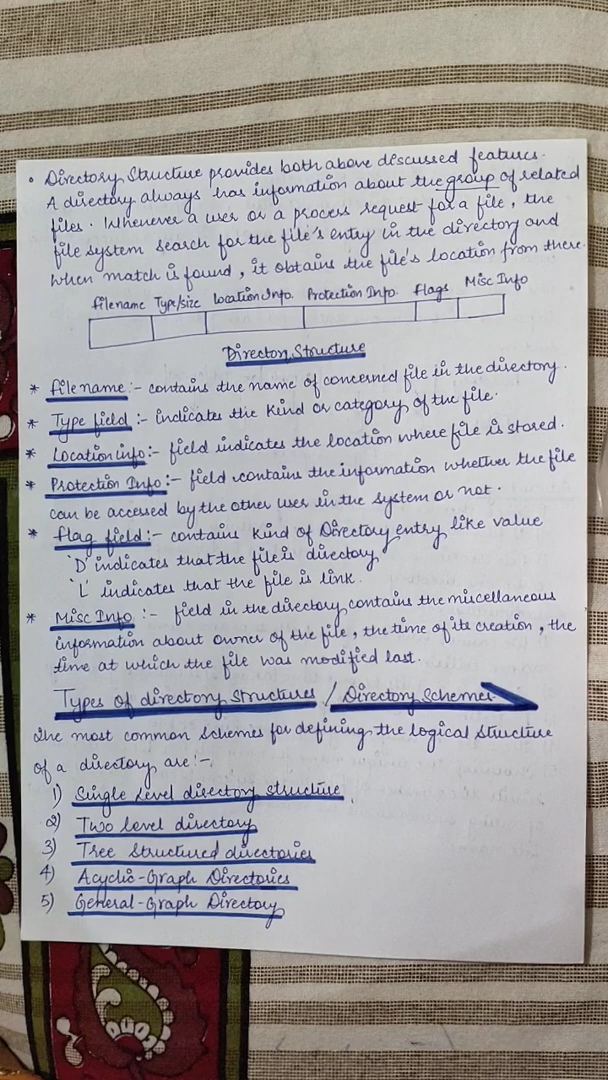 • Directory Structure provides both above discussed features.
A directory always has information about the group of related
files. Whenever a user or a process request for a file, the
file system search for the file's entry in the directory and
when match is found, it obtains the file's location from there.
filename Type/size Location Info. Protection Info. Flags Misc Info
Directory Structure
* filename :- contains the name of concerned file in the directory.
* Type field :- indicates the kind or category of the file.
* Location info :- field indicates the location where file is stored.
* Protection Info :- field contains the information whether the file
can be accessed by the other user in the system or not.
* flag field :- contains kind of Directory entry like value
'D' indicates that the file is directory
'L' indicates that the file is link.
* Misc Info :- field in the directory contains the miscellaneous
information about owner of the file, the time of its creation, the
time at which the file was modified last.
Types of directory structures / Directory Schemes
The most common schemes for defining the logical structure
of a directory are :-
1) Single level directory structure
2) Two level directory
3) Tree Structured directories
4) Acyclic-Graph Directories
5) General-Graph Directory